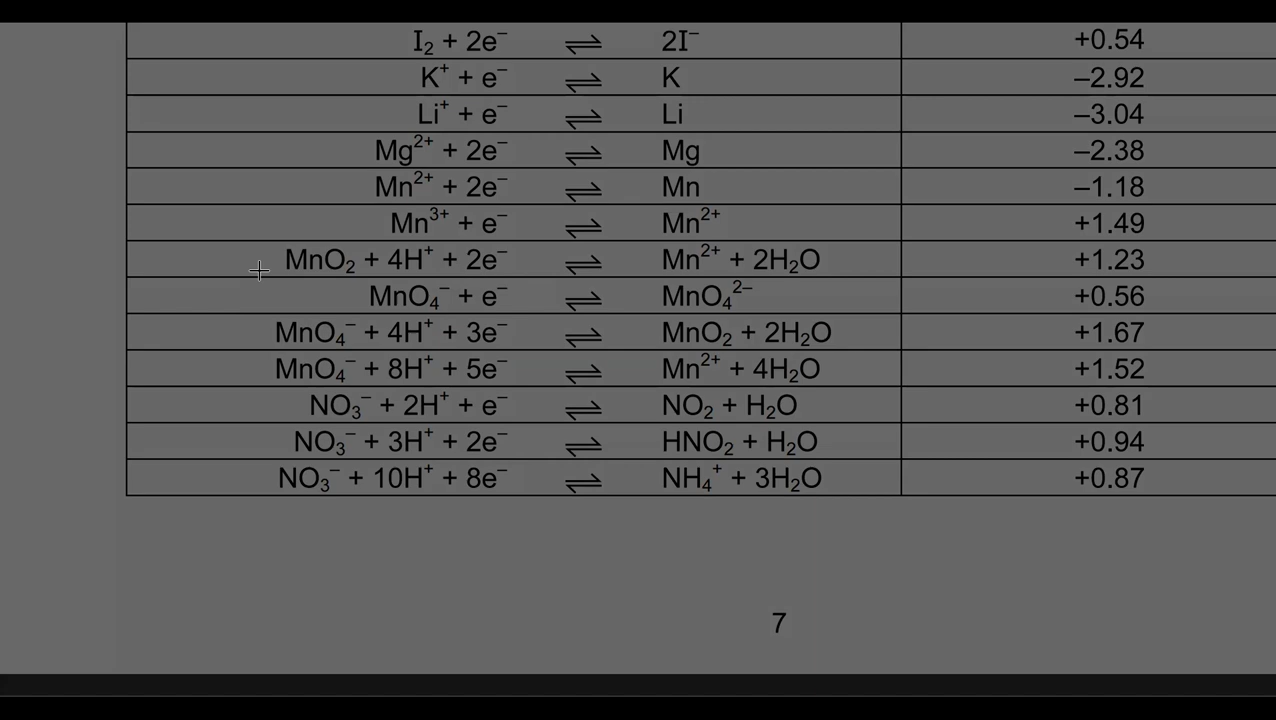 I₂ + 2e⁻ ⇌ 2I⁻ +0.54
K⁺ + e⁻ ⇌ K –2.92
Li⁺ + e⁻ ⇌ Li –3.04
Mg²⁺ + 2e⁻ ⇌ Mg –2.38
Mn²⁺ + 2e⁻ ⇌ Mn –1.18
Mn³⁺ + e⁻ ⇌ Mn²⁺ +1.49
MnO₂ + 4H⁺ + 2e⁻ ⇌ Mn²⁺ + 2H₂O +1.23
MnO₄⁻ + e⁻ ⇌ MnO₄²⁻ +0.56
MnO₄⁻ + 4H⁺ + 3e⁻ ⇌ MnO₂ + 2H₂O +1.67
MnO₄⁻ + 8H⁺ + 5e⁻ ⇌ Mn²⁺ + 4H₂O +1.52
NO₃⁻ + 2H⁺ + e⁻ ⇌ NO₂ + H₂O +0.81
NO₃⁻ + 3H⁺ + 2e⁻ ⇌ HNO₂ + H₂O +0.94
NO₃⁻ + 10H⁺ + 8e⁻ ⇌ NH₄⁺ + 3H₂O +0.87
7